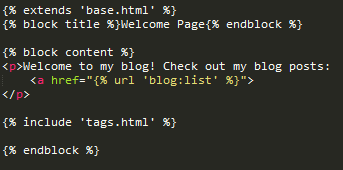 {% extends 'base.html' %}
{% block title %}Welcome Page{% endblock %}
{% block content %}
<p>Welcome to my blog! Check out my blog posts:
<a href="{% url 'blog:list' %}">
</p>
{% include 'tags.html' %}
{% endblock %}